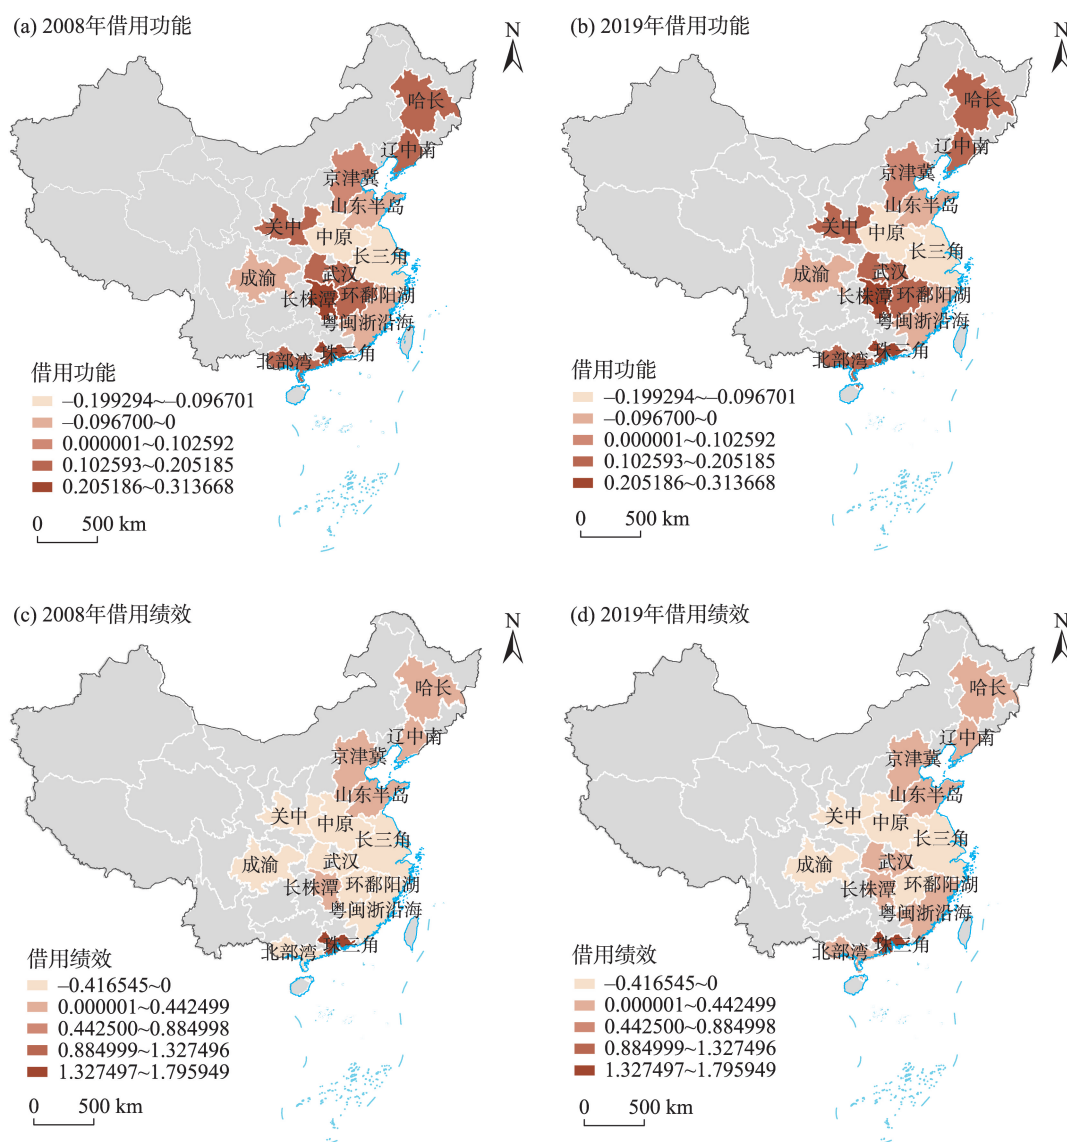 (a) 2008年借用功能
N
哈长
辽中南
京津冀
山东半岛
关中
中原
长三角
成渝
武汉
长株潭
环鄱阳湖
粤闽浙沿海
北部湾
珠三角
借用功能
–0.199294~–0.096701
–0.096700~0
0.000001~0.102592
0.102593~0.205185
0.205186~0.313668
0 500 km
(b) 2019年借用功能
N
哈长
辽中南
京津冀
山东半岛
关中
中原
长三角
成渝
武汉
长株潭
环鄱阳湖
粤闽浙沿海
北部湾
珠三角
借用功能
–0.199294~–0.096701
–0.096700~0
0.000001~0.102592
0.102593~0.205185
0.205186~0.313668
0 500 km
(c) 2008年借用绩效
N
哈长
辽中南
京津冀
山东半岛
关中
中原
长三角
成渝
武汉
长株潭
环鄱阳湖
粤闽浙沿海
北部湾
珠三角
借用绩效
–0.416545~0
0.000001~0.442499
0.442500~0.884998
0.884999~1.327496
1.327497~1.795949
0 500 km
(d) 2019年借用绩效
N
哈长
辽中南
京津冀
山东半岛
关中
中原
长三角
成渝
武汉
长株潭
环鄱阳湖
粤闽浙沿海
北部湾
珠三角
借用绩效
–0.416545~0
0.000001~0.442499
0.442500~0.884998
0.884999~1.327496
1.327497~1.795949
0 500 km